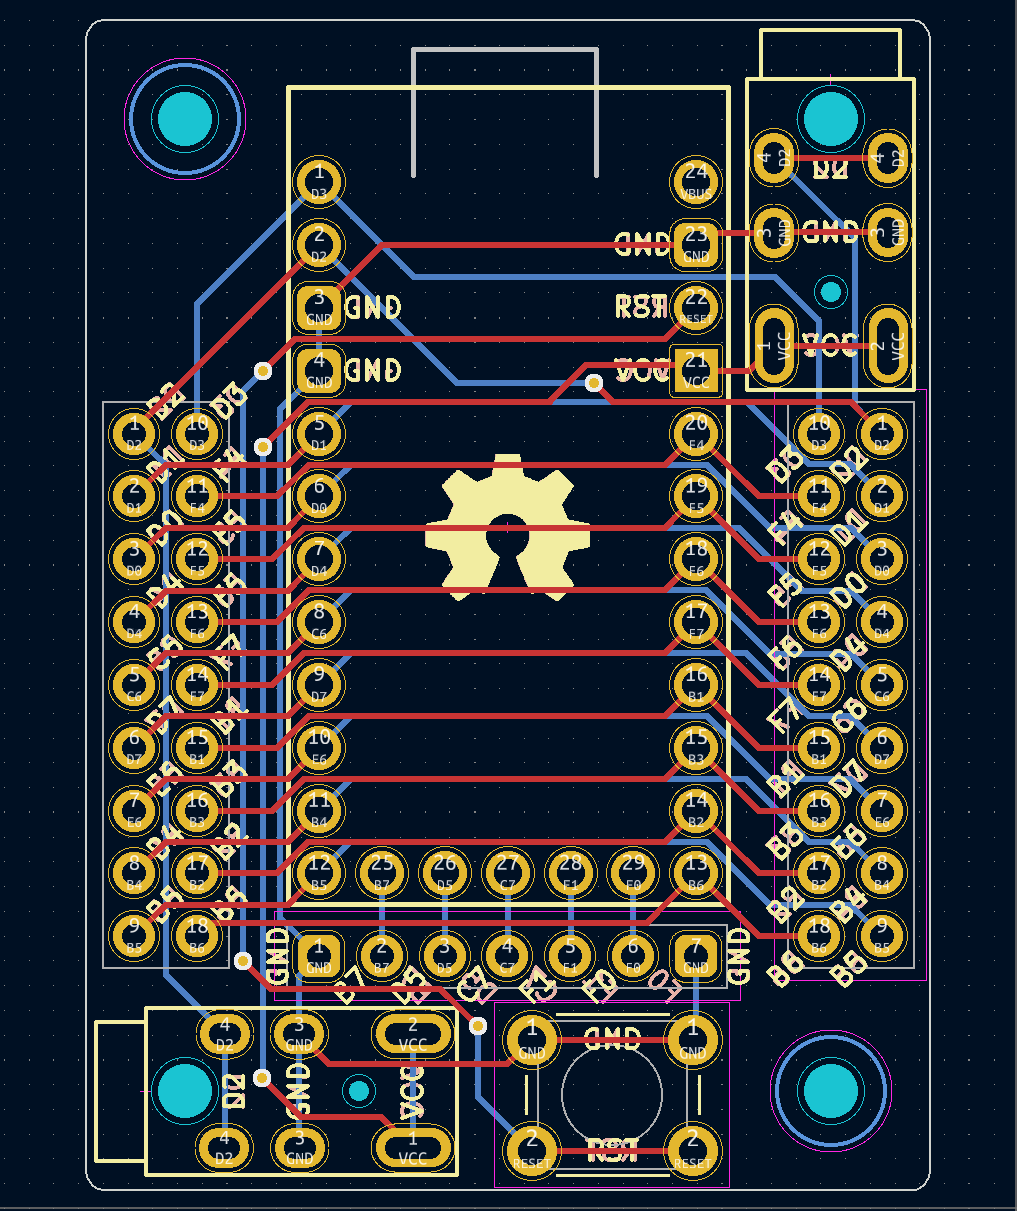 4 D2
4 D2
D2
1 D3
24 VBUS
2 D2
GND
23 GND
3 GND
GND
3 GND
3 GND
GND
22 RESET
4 GND
GND
21 VCC
1 VCC
VCC
2 VCC
D2
D3
1 D2
10 D3
5 D1
20 F4
10 D3
1 D2
D3
D2
2 D1
11 F4
6 D0
19 F5
11 F4
2 D1
F4
D1
3 D0
12 F5
7 D4
18 F6
12 F5
3 D0
F5
D0
4 D4
13 F6
8 C6
17 F7
13 F6
4 D4
F6
D4
5 C6
14 F7
9 D7
16 B1
14 F7
5 C6
F7
C6
6 D7
15 B1
10 E6
15 B3
15 B1
6 D7
B1
D7
7 E6
16 B3
11 B4
14 B2
16 B3
7 E6
B3
E6
8 B4
17 B2
12 B5
25 B7
26 D5
27 C7
28 F1
29 F0
13 B6
17 B2
8 B4
B2
B4
9 B5
18 B6
18 B6
9 B5
B6
B5
GND
1 GND
2 B7
3 D5
4 C7
5 F1
6 F0
7 GND
GND
B7
4 D2
3 GND
2 VCC
1 GND
GND
1 GND
D2
GND
VCC
4 D2
3 GND
1 VCC
2 RESET
RST
2 RESET